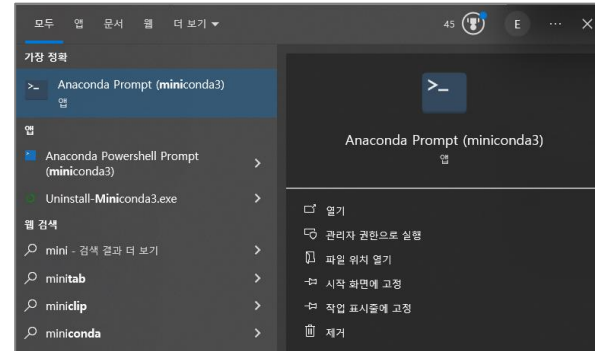 모두 앱 문서 웹 더 보기 ▼ 45 E ··· ×
가장 정확
>_ Anaconda Prompt (miniconda3)
앱
앱
Anaconda Powershell Prompt
(miniconda3)
Uninstall-Miniconda3.exe
웹 검색
mini - 검색 결과 더 보기
minitab
miniclip
miniconda
>_
Anaconda Prompt (miniconda3)
앱
열기
관리자 권한으로 실행
파일 위치 열기
시작 화면에 고정
작업 표시줄에 고정
제거